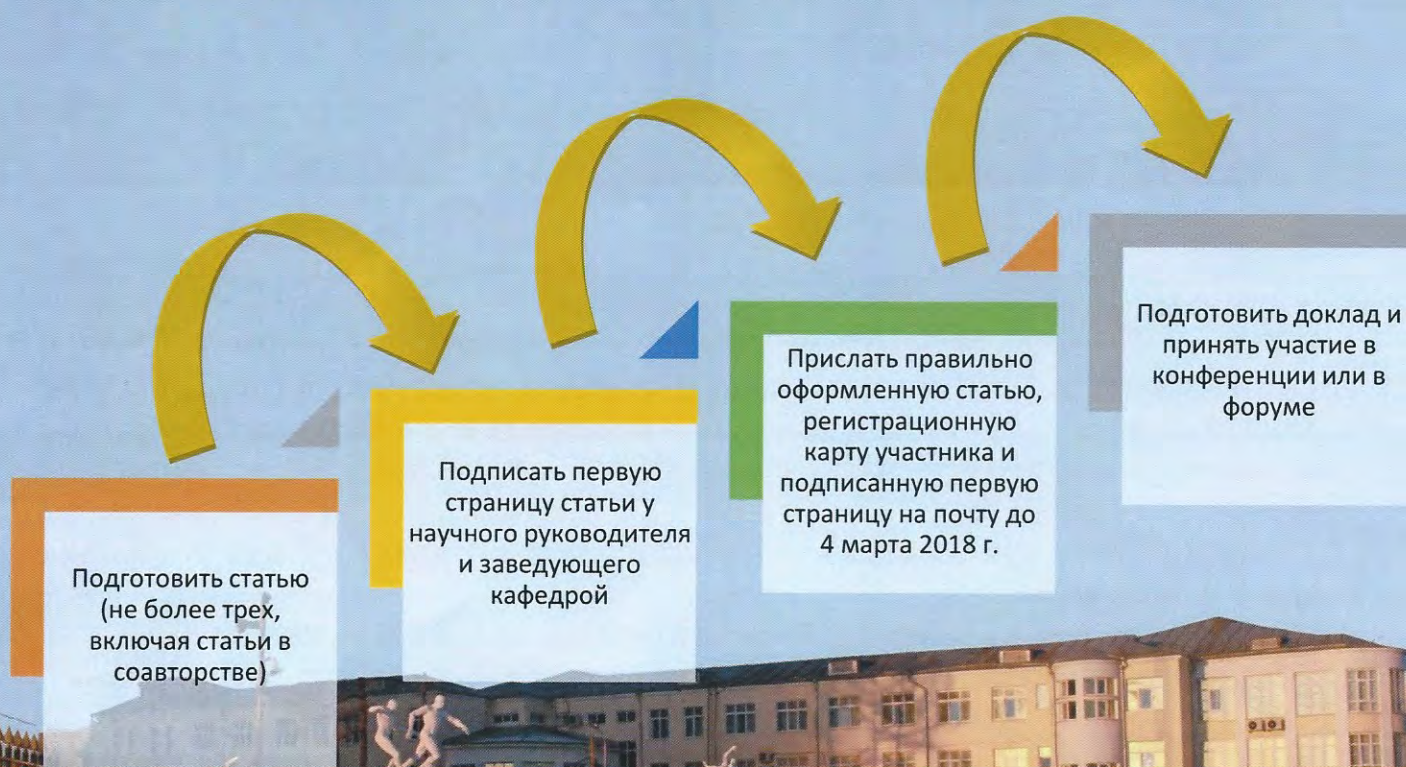 Подготовить статью
(не более трех,
включая статьи в
соавторстве)
Подписать первую
страницу статьи у
научного руководителя
и заведующего
кафедрой
Прислать правильно
оформленную статью,
регистрационную
карту участника и
подписанную первую
страницу на почту до
4 марта 2018 г.
Подготовить доклад и
принять участие в
конференции или в
форуме